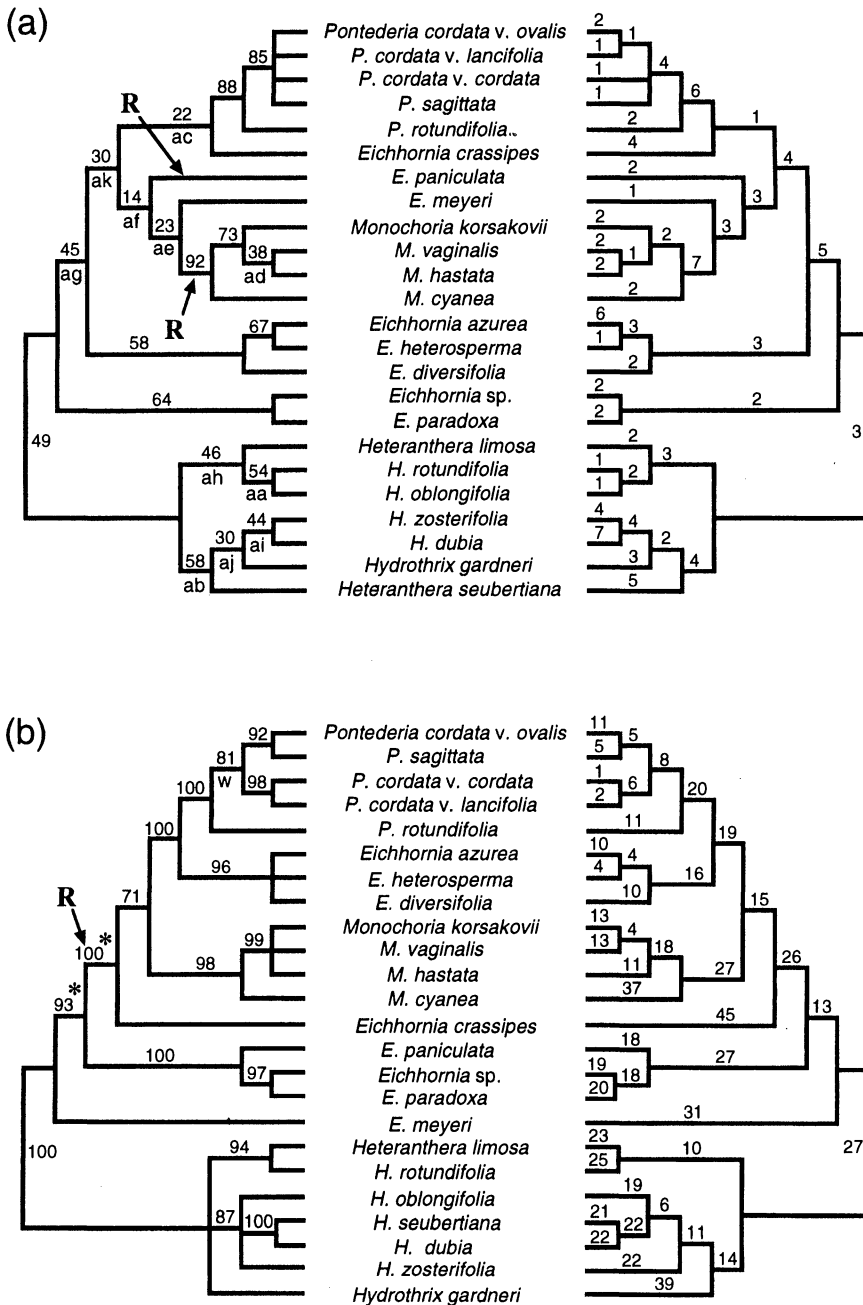 (a)
Pontederia cordata v. ovalis
P. cordata v. lancifolia
P. cordata v. cordata
P. sagittata
P. rotundifolia.
Eichhornia crassipes
E. paniculata
E. meyeri
Monochoria korsakovii
M. vaginalis
M. hastata
M. cyanea
Eichhornia azurea
E. heterosperma
E. diversifolia
Eichhornia sp.
E. paradoxa
Heteranthera limosa
H. rotundifolia
H. oblongifolia
H. zosterifolia
H. dubia
Hydrothrix gardneri
Heteranthera seubertiana
85
88
R
22
ac
30
ak
14
af
23
ae
73
38
ad
92
R
45
ag
67
58
64
49
46
ah
54
aa
44
ai
30
aj
58
ab
2
1
1
1
1
4
6
2
4
1
4
2
1
3
3
2
2
2
1
2
7
2
5
6
1
3
2
3
2
2
2
3
2
1
1
2
3
4
7
4
3
2
4
5
(b)
Pontederia cordata v. ovalis
P. sagittata
P. cordata v. cordata
P. cordata v. lancifolia
P. rotundifolia
Eichhornia azurea
E. heterosperma
E. diversifolia
Monochoria korsakovii
M. vaginalis
M. hastata
M. cyanea
Eichhornia crassipes
E. paniculata
Eichhornia sp.
E. paradoxa
E. meyeri
Heteranthera limosa
H. rotundifolia
H. oblongifolia
H. seubertiana
H. dubia
H. zosterifolia
Hydrothrix gardneri
92
81
w
98
100
100
96
71
99
98
R
100
*
*
93
100
97
100
94
87
100
11
5
5
1
2
6
8
20
11
19
10
4
4
10
16
15
13
13
4
11
18
37
27
26
45
18
19
20
18
27
13
31
27
23
25
10
19
21
22
22
6
22
11
39
14